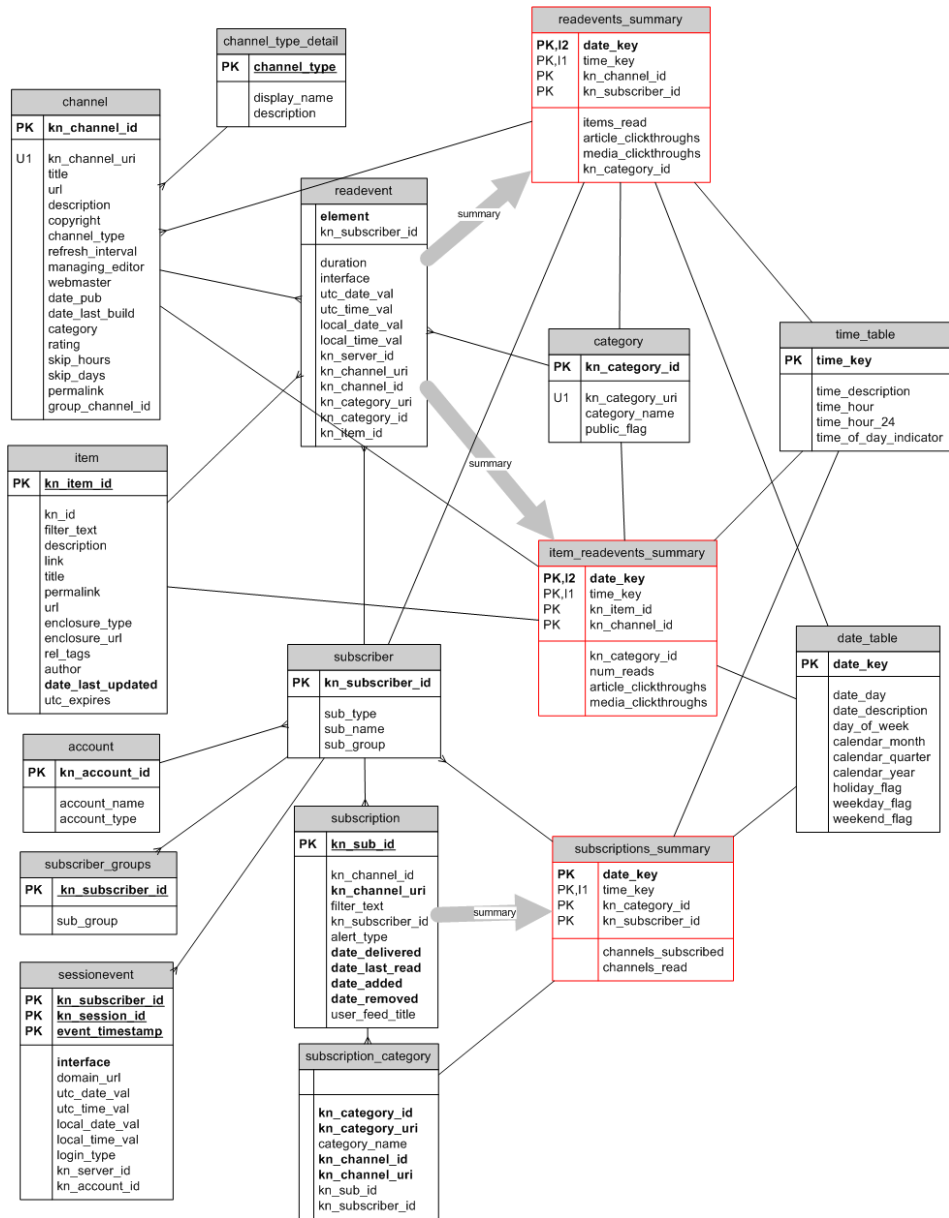 readevents_summary
PK,I2 date_key
PK,I1 time_key
PK kn_channel_id
PK kn_subscriber_id
items_read
article_clickthroughs
media_clickthroughs
kn_category_id
channel_type_detail
PK channel_type
display_name
description
channel
PK kn_channel_id
U1 kn_channel_uri
title
url
description
copyright
channel_type
refresh_interval
managing_editor
webmaster
date_pub
date_last_build
category
rating
skip_hours
skip_days
permalink
group_channel_id
readevent
element
kn_subscriber_id
duration
interface
utc_date_val
utc_time_val
local_date_val
local_time_val
kn_server_id
kn_channel_uri
kn_channel_id
kn_category_uri
kn_category_id
kn_item_id
summary
summary
category
PK kn_category_id
U1 kn_category_uri
category_name
public_flag
time_table
PK time_key
time_description
time_hour
time_hour_24
time_of_day_indicator
item
PK kn_item_id
kn_id
filter_text
description
link
title
permalink
url
enclosure_type
enclosure_url
rel_tags
author
date_last_updated
utc_expires
item_readevents_summary
PK,I2 date_key
PK,I1 time_key
PK kn_item_id
PK kn_channel_id
kn_category_id
num_reads
article_clickthroughs
media_clickthroughs
date_table
PK date_key
date_day
date_description
day_of_week
calendar_month
calendar_quarter
calendar_year
holiday_flag
weekday_flag
weekend_flag
subscriber
PK kn_subscriber_id
sub_type
sub_name
sub_group
account
PK kn_account_id
account_name
account_type
subscriber_groups
PK kn_subscriber_id
sub_group
subscription
PK kn_sub_id
kn_channel_id
kn_channel_uri
filter_text
kn_subscriber_id
alert_type
date_delivered
date_last_read
date_added
date_removed
user_feed_title
summary
subscriptions_summary
PK date_key
PK,I1 time_key
PK kn_category_id
PK kn_subscriber_id
channels_subscribed
channels_read
sessionevent
PK kn_subscriber_id
PK kn_session_id
PK event_timestamp
interface
domain_url
utc_date_val
utc_time_val
local_date_val
local_time_val
login_type
kn_server_id
kn_account_id
subscription_category
kn_category_id
kn_category_uri
category_name
kn_channel_id
kn_channel_uri
kn_sub_id
kn_subscriber_id